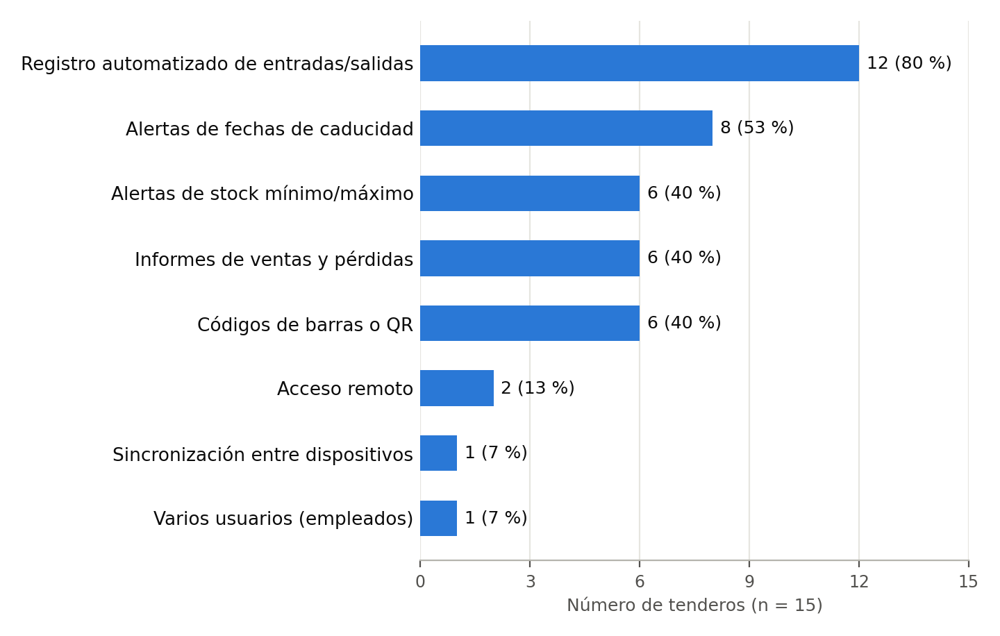 Registro automatizado de entradas/salidas 12 (80 %)
Alertas de fechas de caducidad 8 (53 %)
Alertas de stock mínimo/máximo 6 (40 %)
Informes de ventas y pérdidas 6 (40 %)
Códigos de barras o QR 6 (40 %)
Acceso remoto 2 (13 %)
Sincronización entre dispositivos 1 (7 %)
Varios usuarios (empleados) 1 (7 %)
0 3 6 9 12 15
Número de tenderos (n = 15)